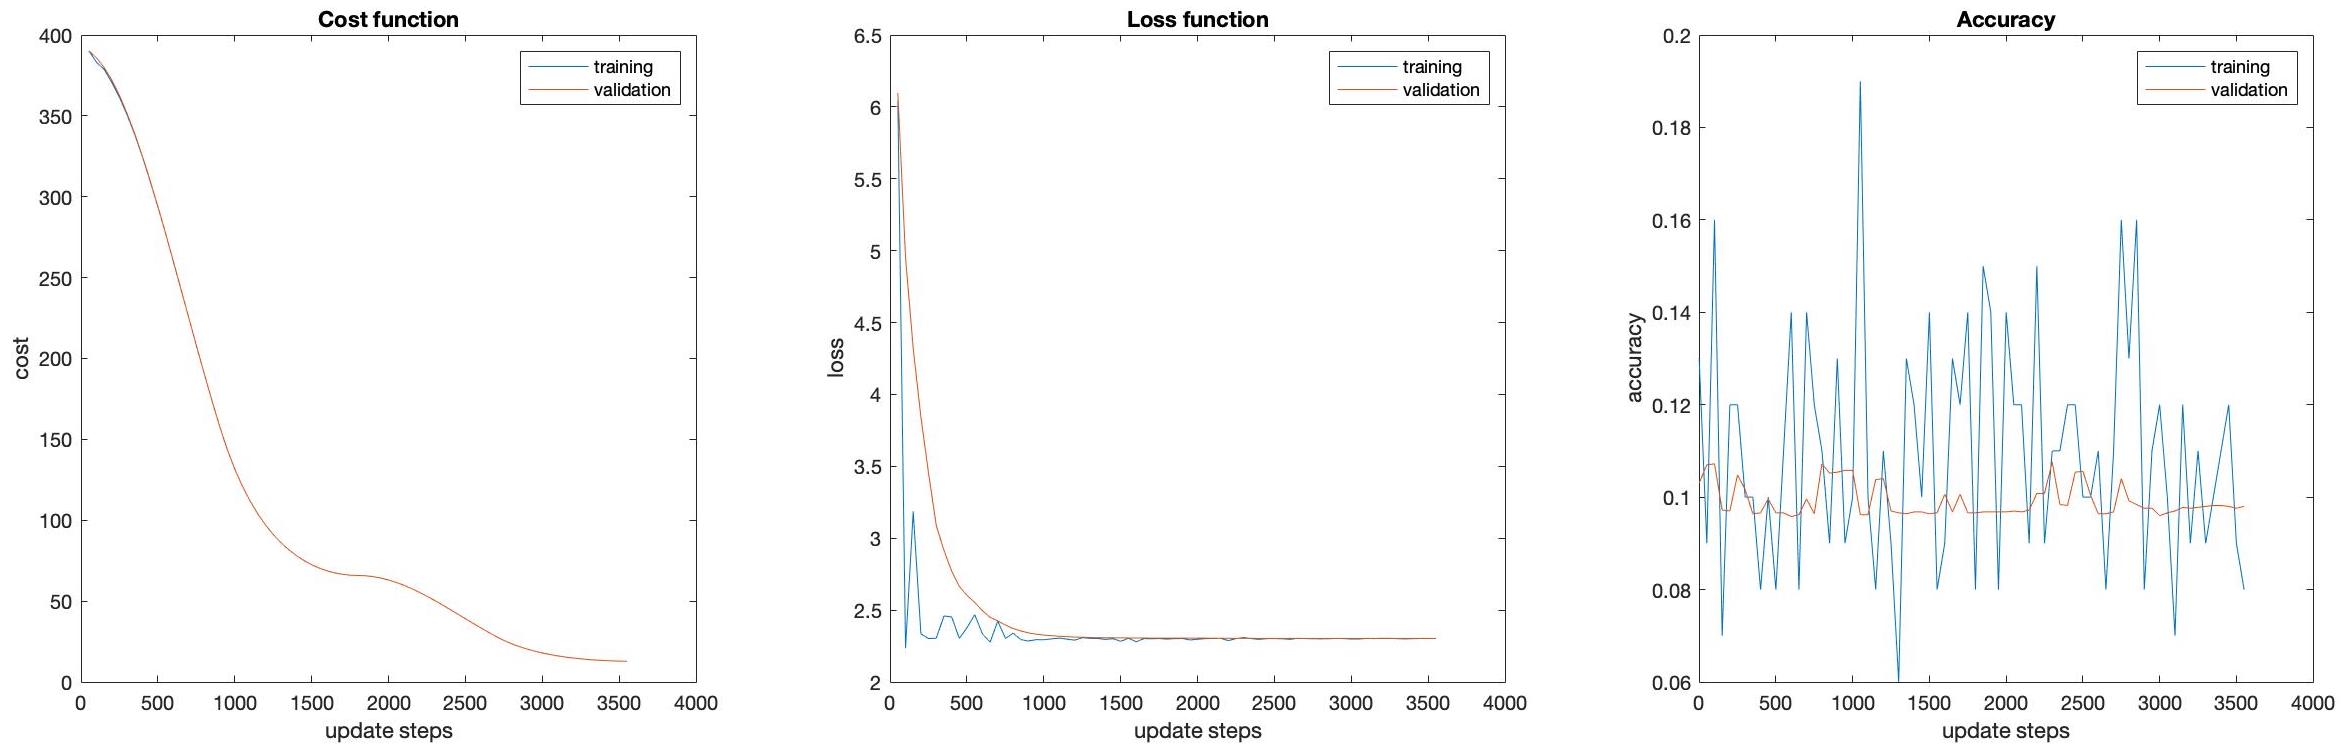 Cost function
400
350
300
250
200
150
100
50
0
cost
0 500 1000 1500 2000 2500 3000 3500 4000
update steps
training
validation
Loss function
6.5
6
5.5
5
4.5
4
3.5
3
2.5
2
loss
0 500 1000 1500 2000 2500 3000 3500 4000
update steps
training
validation
Accuracy
0.2
0.18
0.16
0.14
0.12
0.1
0.08
0.06
accuracy
0 500 1000 1500 2000 2500 3000 3500 4000
update steps
training
validation